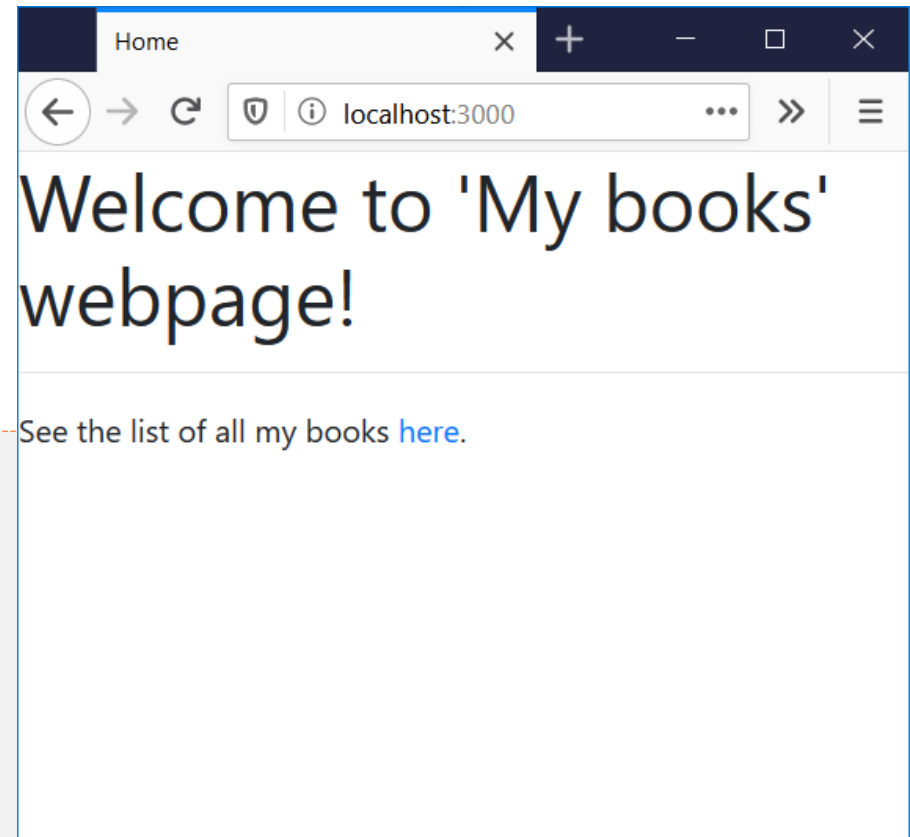 Home
localhost:3000
Welcome to 'My books'
webpage!
See the list of all my books here.